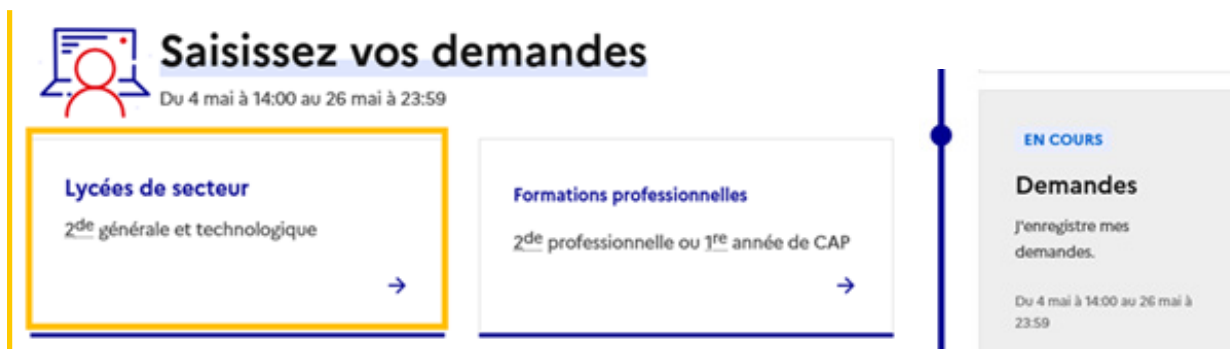 Saisissez vos demandes
Du 4 mai à 14:00 au 26 mai à 23:59
Lycées de secteur
2de générale et technologique
Formations professionnelles
2de professionnelle ou 1re année de CAP
EN COURS
Demandes
J'enregistre mes
demandes.
Du 4 mai à 14:00 au 26 mai à
23:59